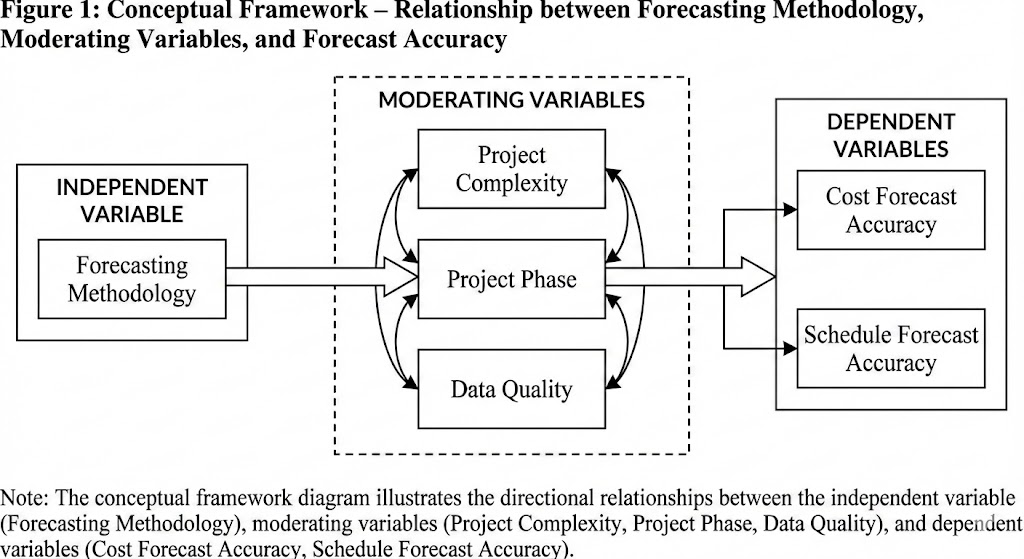 Figure 1: Conceptual Framework – Relationship between Forecasting Methodology,
Moderating Variables, and Forecast Accuracy
MODERATING VARIABLES
INDEPENDENT
VARIABLE
Forecasting
Methodology
Project
Complexity
Project Phase
Data Quality
DEPENDENT
VARIABLES
Cost Forecast
Accuracy
Schedule Forecast
Accuracy
Note: The conceptual framework diagram illustrates the directional relationships between the independent variable
(Forecasting Methodology), moderating variables (Project Complexity, Project Phase, Data Quality), and dependent
variables (Cost Forecast Accuracy, Schedule Forecast Accuracy).